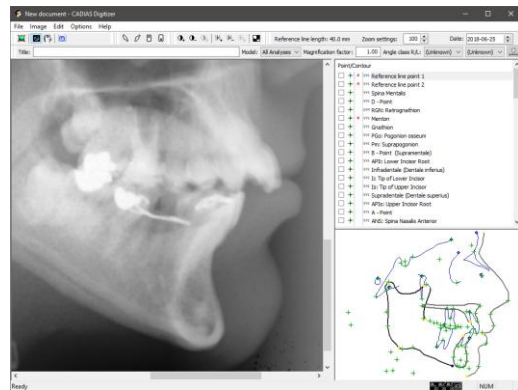 New document - CADIAS Digitizer
File Image Edit Options Help
Reference line length: 40.0 mm Zoom settings: 100 Date: 2018-06-25
Title: Model: All Analyses Magnification factor: 1.00 Angle class R/L: (Unknown) (Unknown)
Point/Contour
Reference line point 1
Reference line point 2
Spina Mentalis
D - Point
RGN: Retrognathion
Menton
Gnathion
PGo: Pogonion osseum
Pm: Suprapogonion
B - Point (Supramentale)
APIi: Lower Incisor Root
Infradentale (Dentale inferius)
Ii: Tip of Lower Incisor
Is: Tip of Upper Incisor
Supradentale (Dentale superius)
APIs: Upper Incisor Root
A - Point
ANS: Spina Nasalis Anterior
Ready NUM